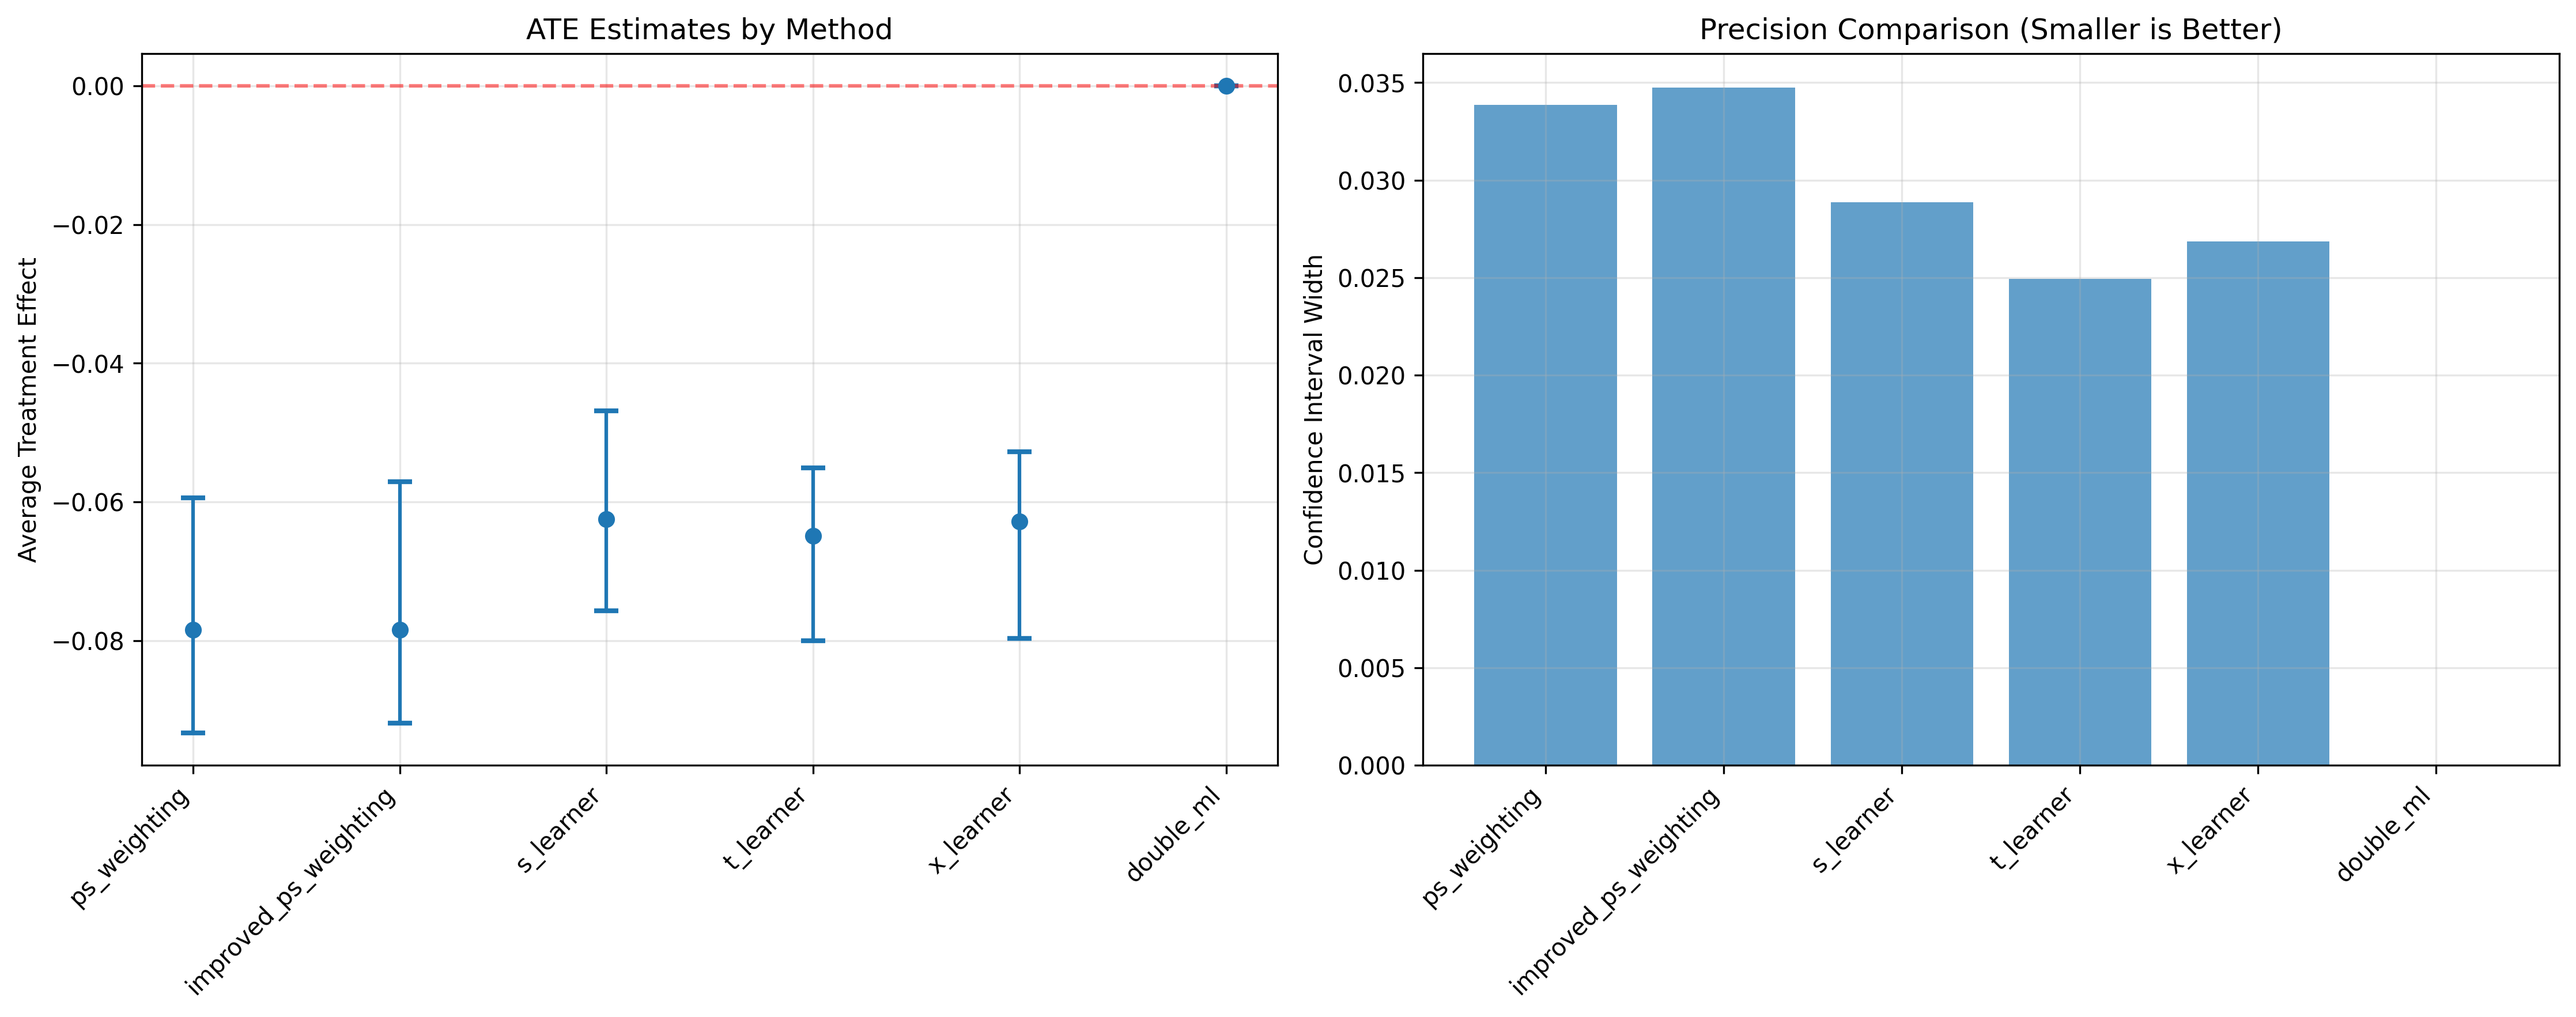 ATE Estimates by Method
Average Treatment Effect
0.00
−0.02
−0.04
−0.06
−0.08
ps_weighting
improved_ps_weighting
s_learner
t_learner
x_learner
double_ml
Precision Comparison (Smaller is Better)
Confidence Interval Width
0.035
0.030
0.025
0.020
0.015
0.010
0.005
0.000
ps_weighting
improved_ps_weighting
s_learner
t_learner
x_learner
double_ml